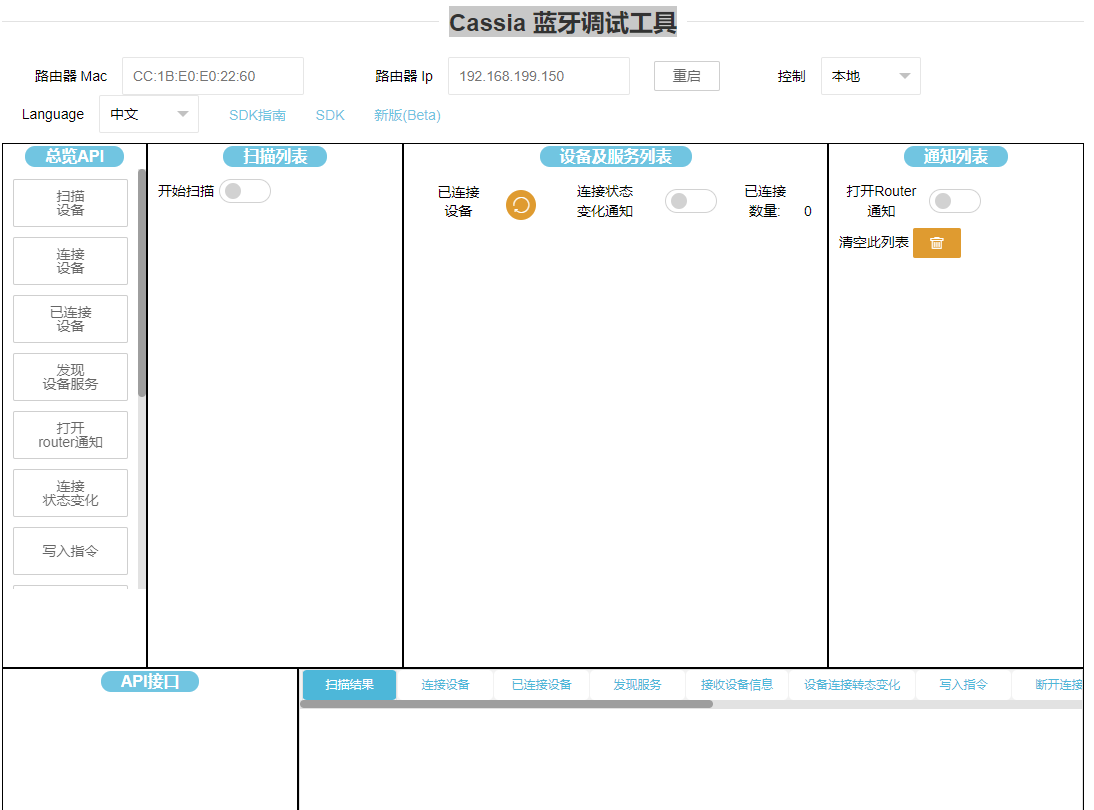 Cassia 蓝牙调试工具
路由器 Mac CC:1B:E0:E0:22:60 路由器 Ip 192.168.199.150 重启 控制 本地
Language 中文 SDK指南 SDK 新版(Beta)
总览API
扫描
设备
连接
设备
已连接
设备
发现
设备服务
打开
router通知
连接
状态变化
写入指令
扫描列表
开始扫描
设备及服务列表
已连接
设备
连接状态
变化通知
已连接
数量: 0
通知列表
打开Router
通知
清空此列表
API接口
扫描结果 连接设备 已连接设备 发现服务 接收设备信息 设备连接转态变化 写入指令 断开连接